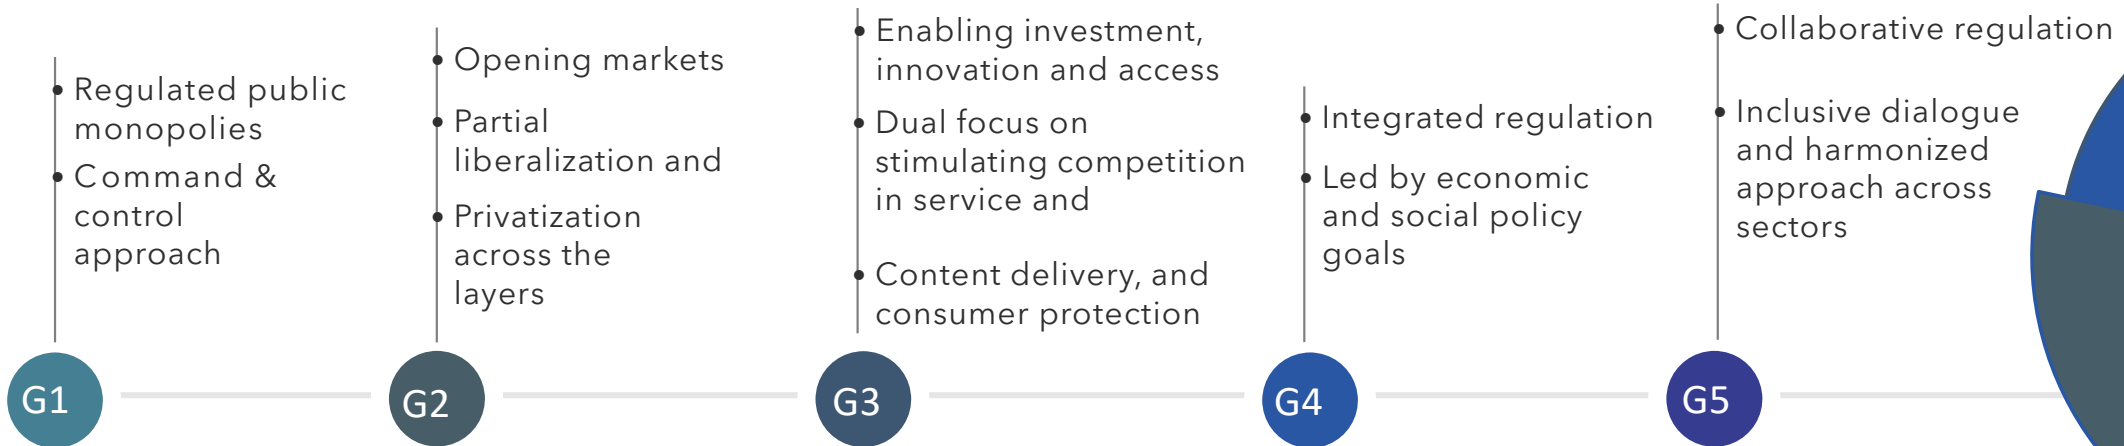 • Regulated public
monopolies
• Command &
control
approach
G1
• Opening markets
• Partial
liberalization and
• Privatization
across the
layers
G2
• Enabling investment,
innovation and access
• Dual focus on
stimulating competition
in service and
• Content delivery, and
consumer protection
G3
• Integrated regulation
• Led by economic
and social policy
goals
G4
• Collaborative regulation
• Inclusive dialogue
and harmonized
approach across
sectors
G5